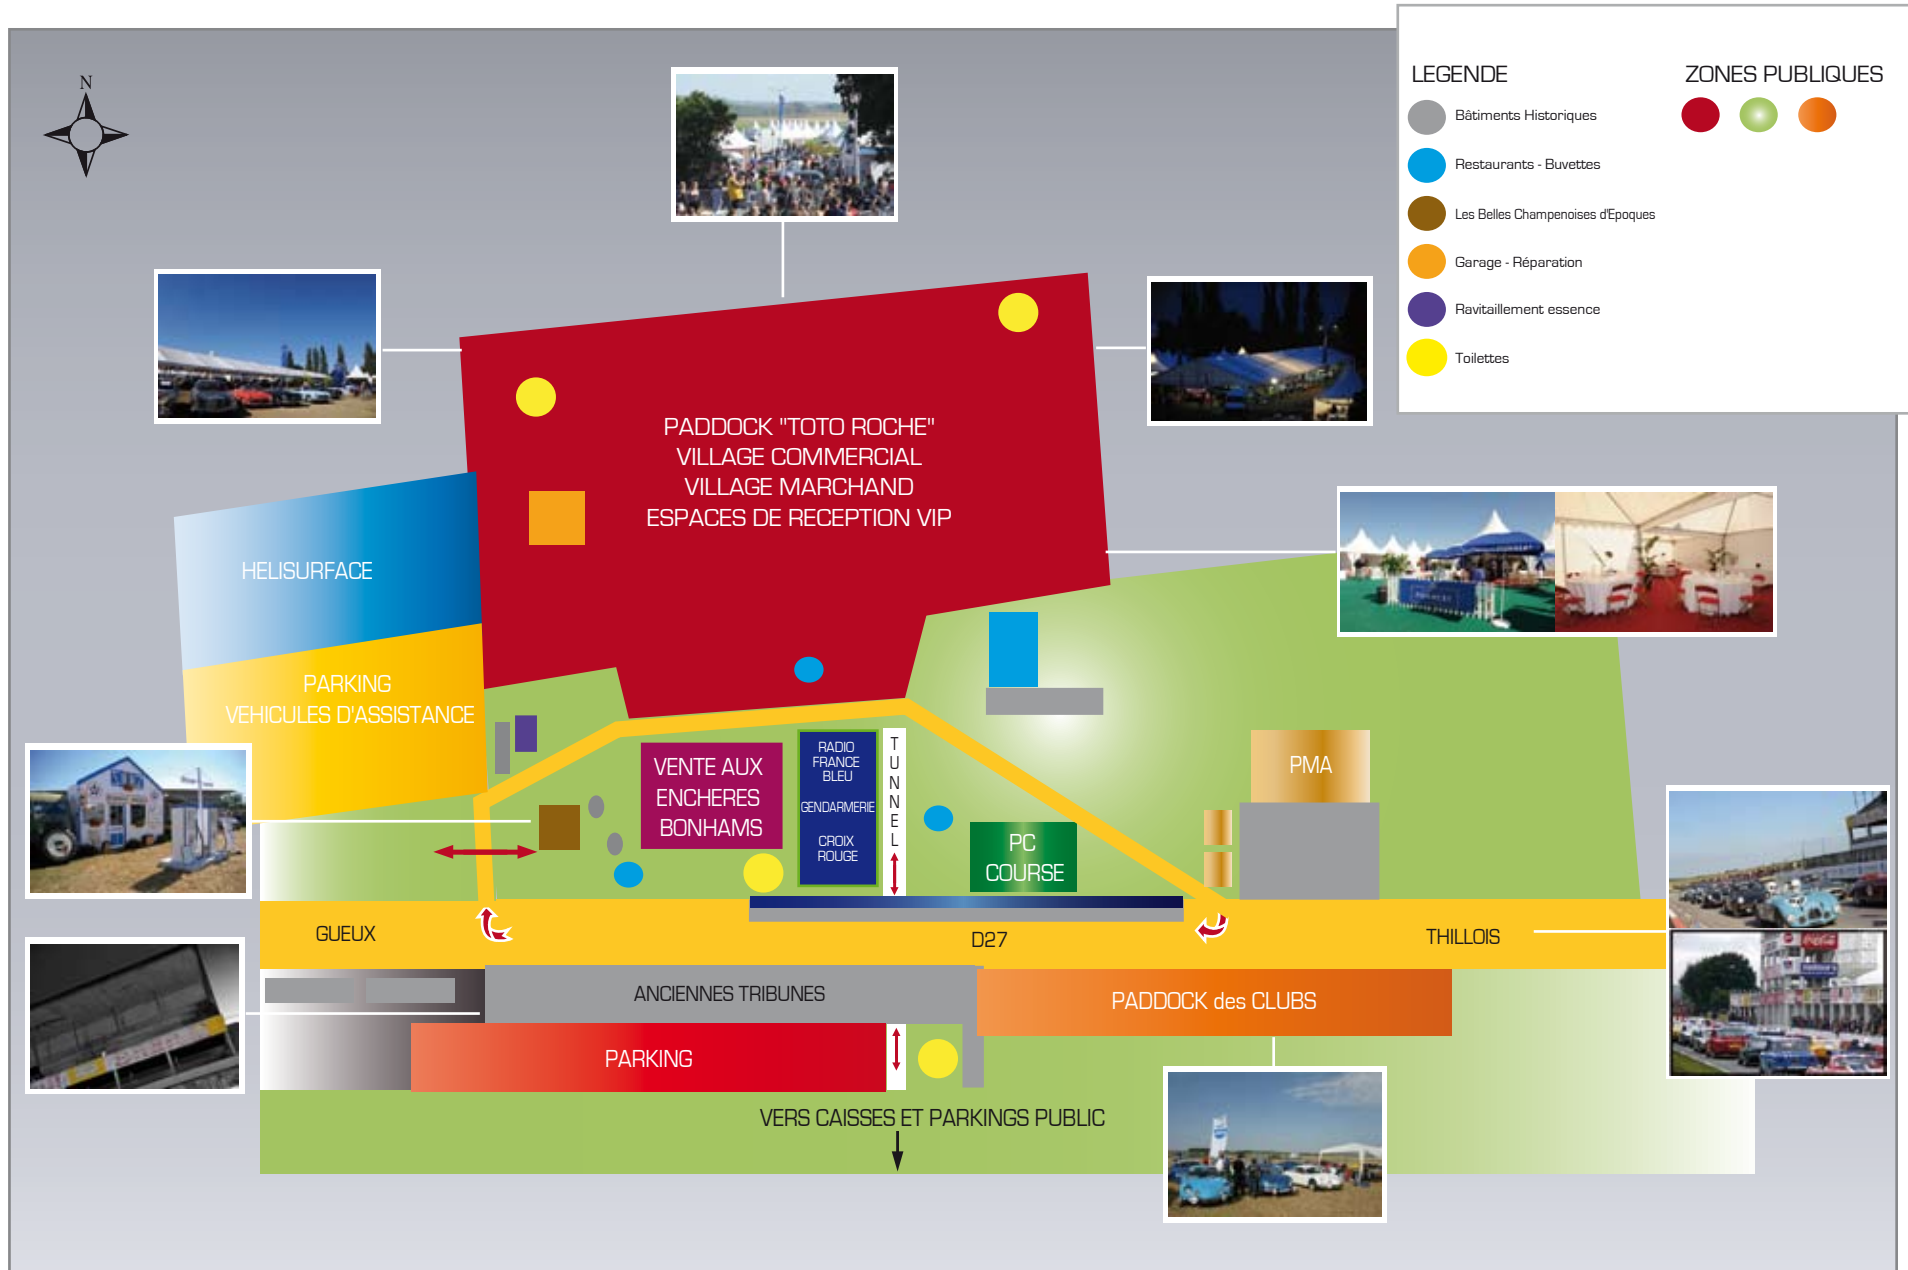 N
LEGENDE
Bâtiments Historiques
Restaurants - Buvettes
Les Belles Champenoises d'Epoques
Garage - Réparation
Ravitaillement essence
Toilettes
ZONES PUBLIQUES
PADDOCK "TOTO ROCHE"
VILLAGE COMMERCIAL
VILLAGE MARCHAND
ESPACES DE RECEPTION VIP
HELISURFACE
PARKING
VEHICULES D'ASSISTANCE
VENTE AUX
ENCHERES
BONHAMS
RADIO
FRANCE
BLEU
GENDARMERIE
CROIX
ROUGE
TUNNEL
PC
COURSE
PMA
GUEUX
D27
THILLOIS
ANCIENNES TRIBUNES
PADDOCK des CLUBS
PARKING
VERS CAISSES ET PARKINGS PUBLIC